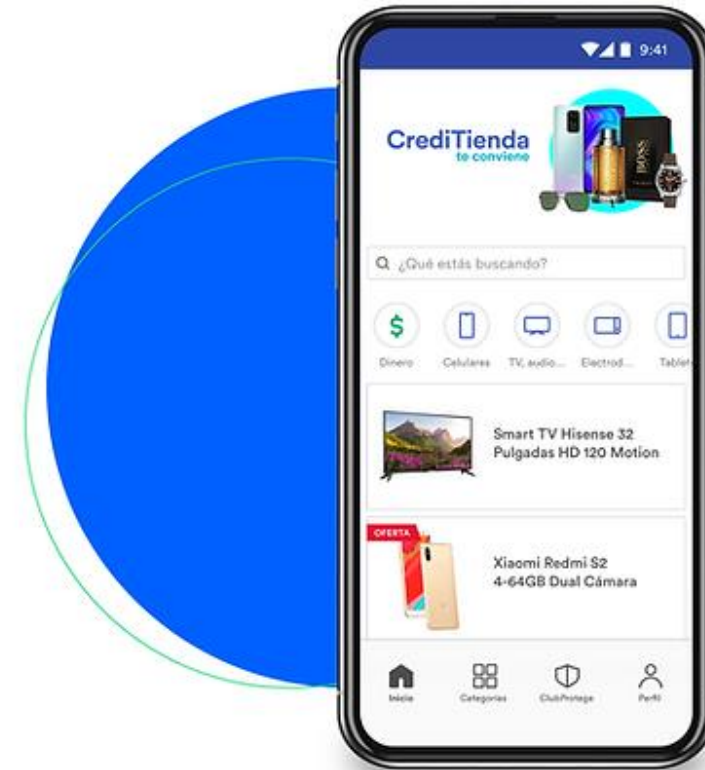 9:41
CrediTienda
te conviene
BOSS
¿Qué estás buscando?
Dinero
Celulares
TV, audio...
Electrod...
Tablet
Smart TV Hisense 32
Pulgadas HD 120 Motion
OFERTA
Xiaomi Redmi S2
4-64GB Dual Cámara
Inicio
Categorías
ClubProtege
Perfil